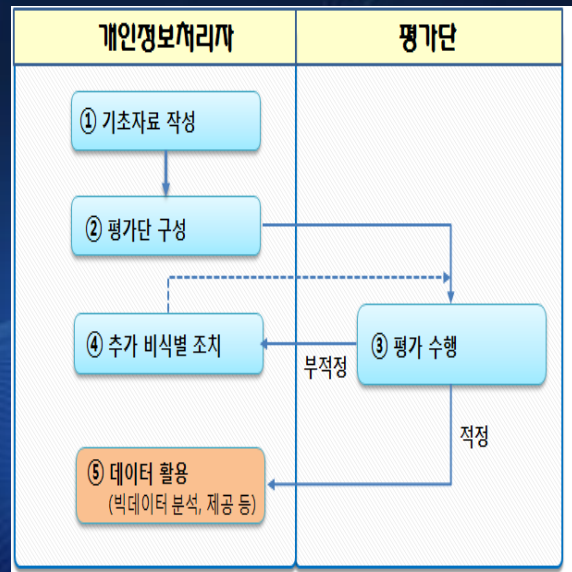 개인정보처리자
평가단
① 기초자료 작성
② 평가단 구성
④ 추가 비식별 조치
③ 평가 수행
부적정
적정
⑤ 데이터 활용
(빅데이터 분석, 제공 등)